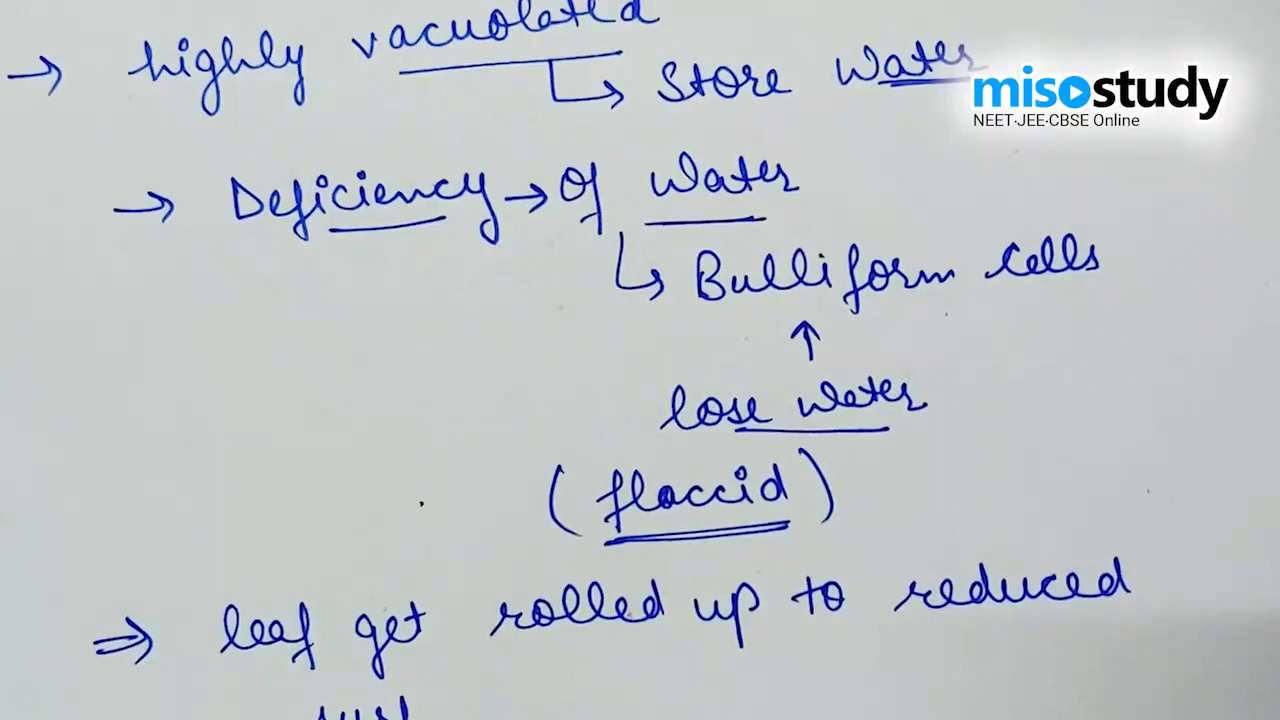 → highly vacuolated
↳ Store Water
misostudy
NEET·JEE·CBSE Online
→ Deficiency → Of Water
↳ Bulliform cells
↑
lose water
(flaccid)
⇒ leaf get rolled up to reduced